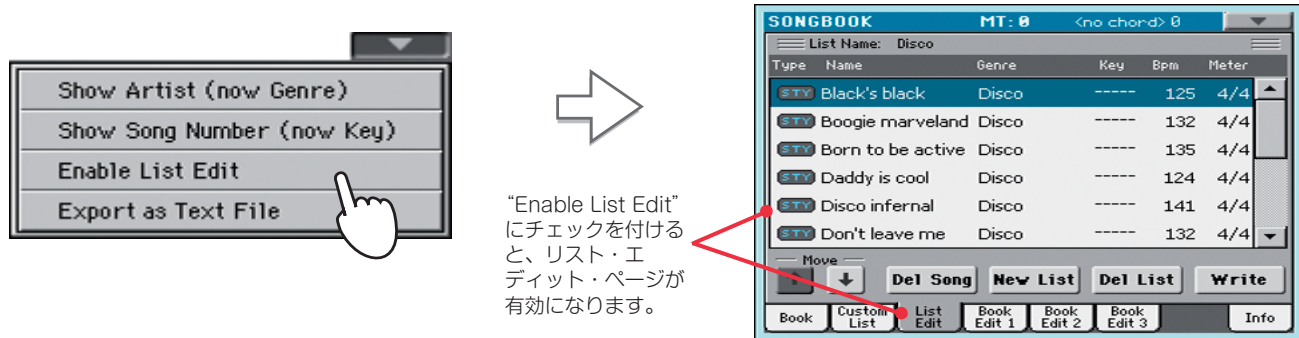 Show Artist (now Genre)
Show Song Number (now Key)
Enable List Edit
Export as Text File
“Enable List Edit”
にチェックを付ける
と、リスト・エ
ディット・ページが
有効になります。
SONGBOOK MT: 0 <no chord> 0
List Name: Disco
Type Name Genre Key Bpm Meter
STY Black's black Disco ----- 125 4/4
STY Boogie marveland Disco ----- 132 4/4
STY Born to be active Disco ----- 135 4/4
STY Daddy is cool Disco ----- 124 4/4
STY Disco infernal Disco ----- 141 4/4
STY Don't leave me Disco ----- 132 4/4
Move
Del Song New List Del List Write
Book Custom List List Edit Book Edit 1 Book Edit 2 Book Edit 3 Info